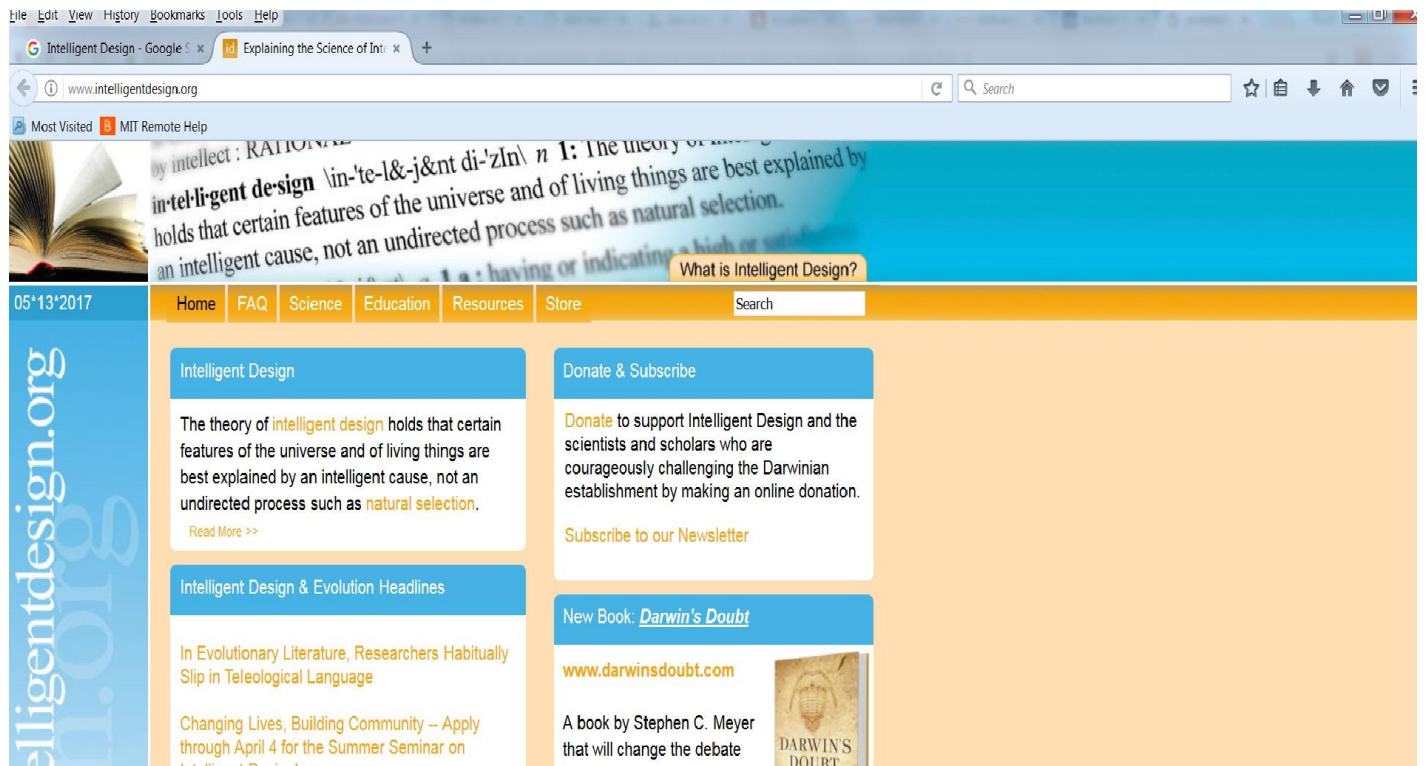 File Edit View History Bookmarks Tools Help
Intelligent Design - Google S
id Explaining the Science of Inte
www.intelligentdesign.org
Search
Most Visited B MIT Remote Help
by intellect : RATIONAL
in·tel·li·gent de·sign \in-'te-l&-j&nt di-'zIn\ n 1: The theory of
holds that certain features of the universe and of living things are best explained by
an intelligent cause, not an undirected process such as natural selection.
1 a : having or indicating a high or
What is Intelligent Design?
05*13*2017
Home FAQ Science Education Resources Store
Search
intelligentdesign.org
Intelligent Design
The theory of intelligent design holds that certain
features of the universe and of living things are
best explained by an intelligent cause, not an
undirected process such as natural selection.
Read More >>
Intelligent Design & Evolution Headlines
In Evolutionary Literature, Researchers Habitually
Slip in Teleological Language
Changing Lives, Building Community -- Apply
through April 4 for the Summer Seminar on
Donate & Subscribe
Donate to support Intelligent Design and the
scientists and scholars who are
courageously challenging the Darwinian
establishment by making an online donation.
Subscribe to our Newsletter
New Book: Darwin's Doubt
www.darwinsdoubt.com
A book by Stephen C. Meyer
that will change the debate
DARWIN'S
DOUBT